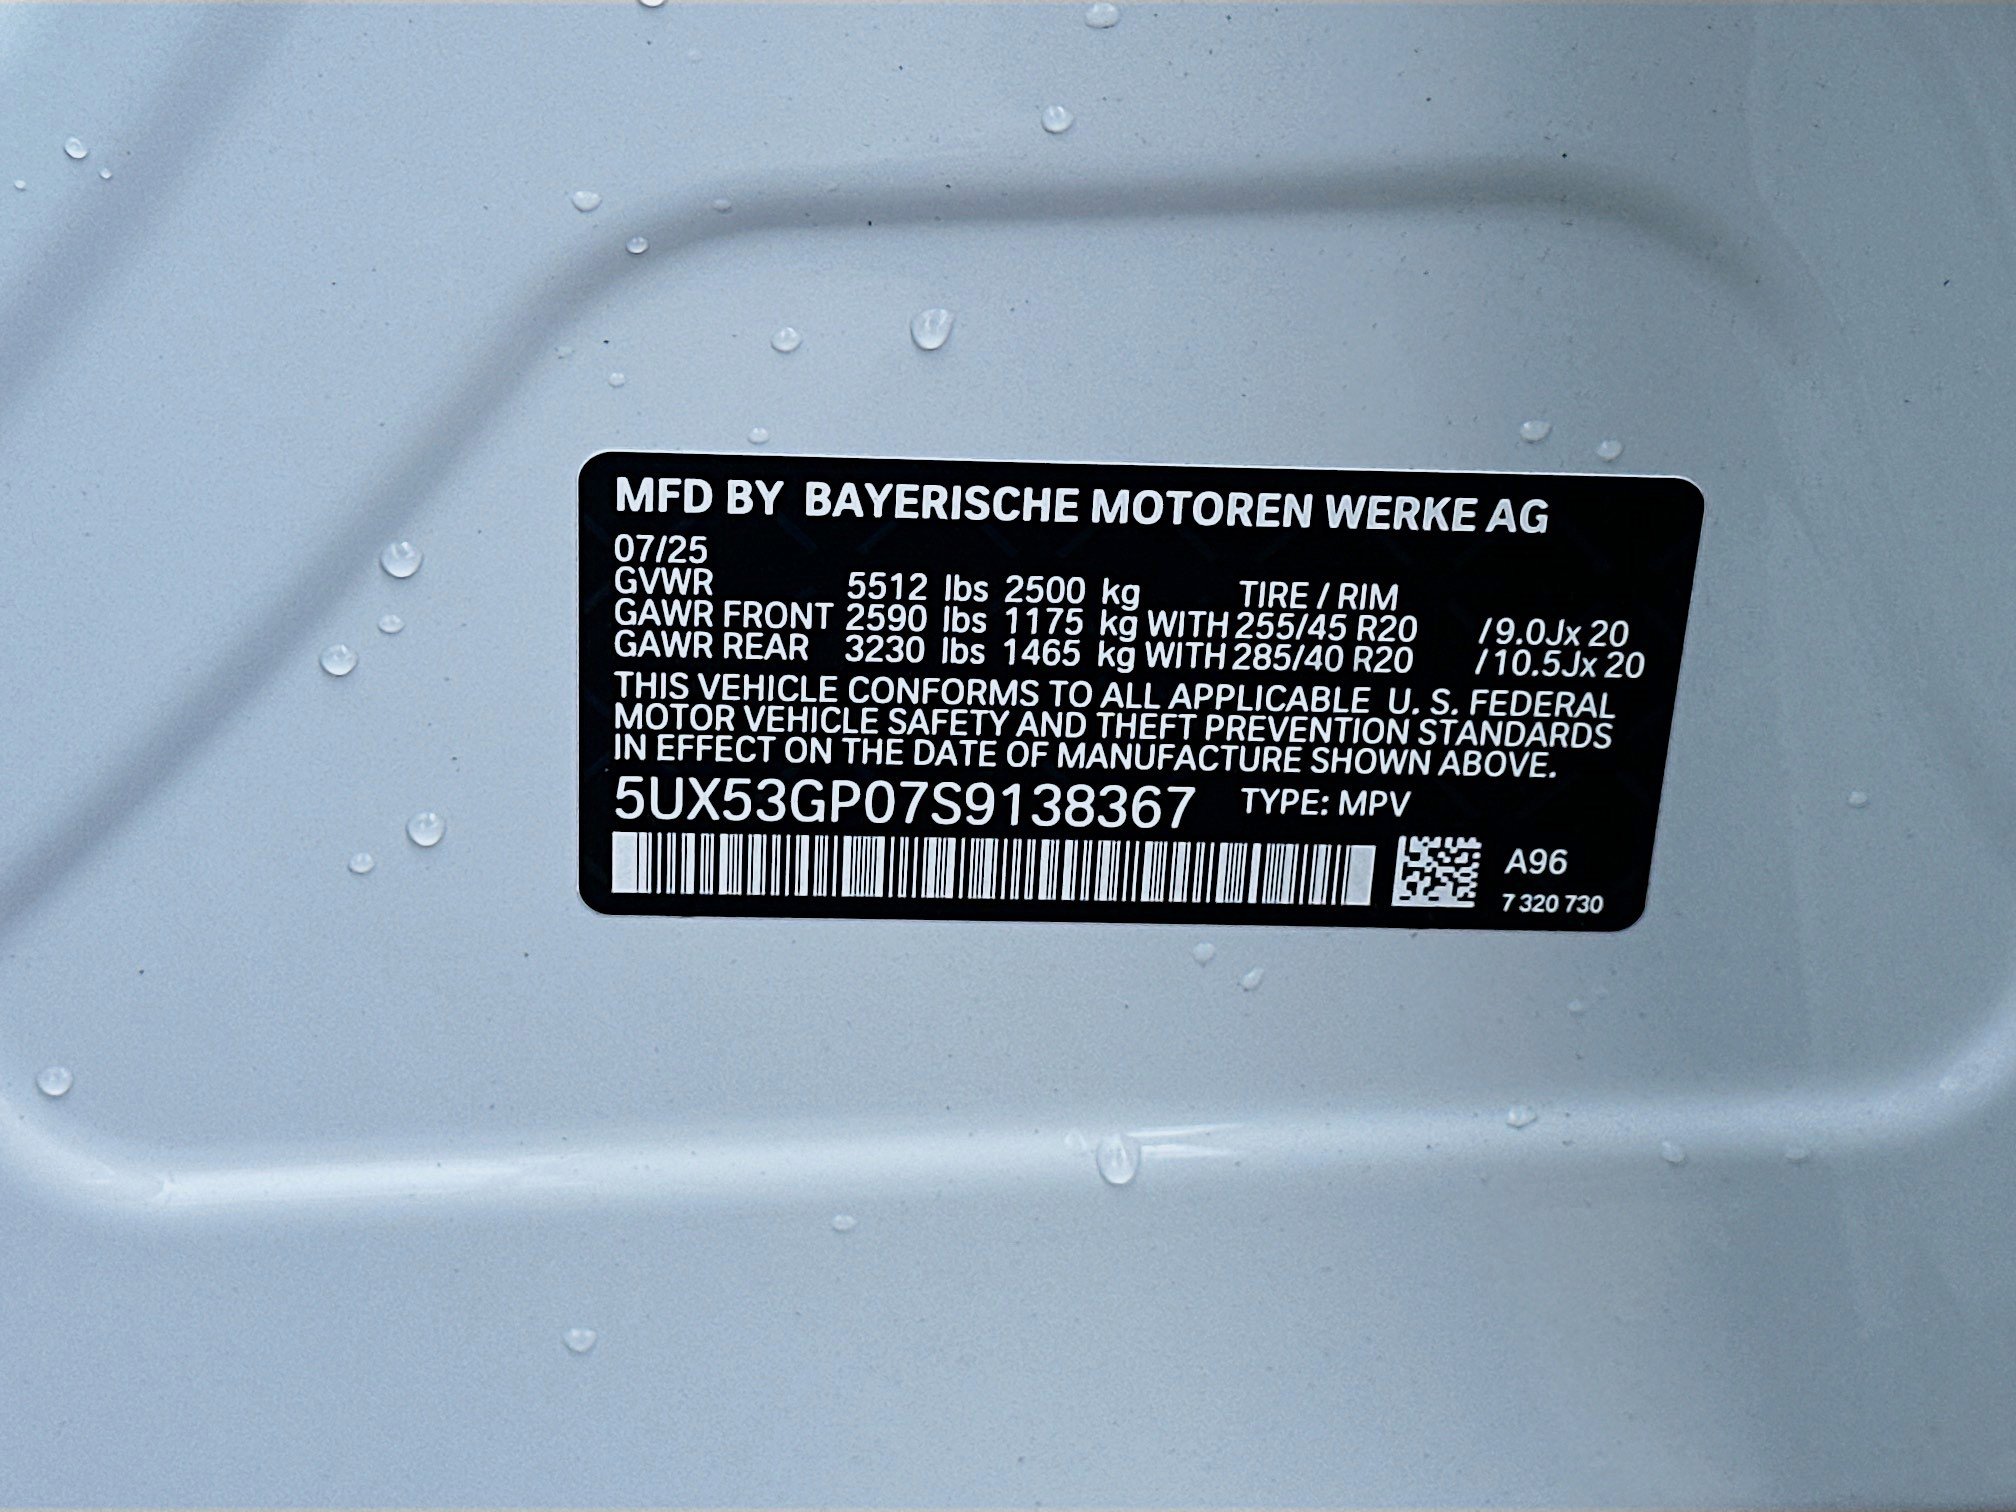 MFD BY BAYERISCHE MOTOREN WERKE AG
07/25
GVWR 5512 lbs 2500 kg TIRE / RIM
GAWR FRONT 2590 lbs 1175 kg WITH 255/45 R20 /9.0Jx 20
GAWR REAR 3230 lbs 1465 kg WITH 285/40 R20 /10.5Jx 20
THIS VEHICLE CONFORMS TO ALL APPLICABLE U. S. FEDERAL
MOTOR VEHICLE SAFETY AND THEFT PREVENTION STANDARDS
IN EFFECT ON THE DATE OF MANUFACTURE SHOWN ABOVE.
5UX53GP07S9138367 TYPE: MPV
A96
7 320 730